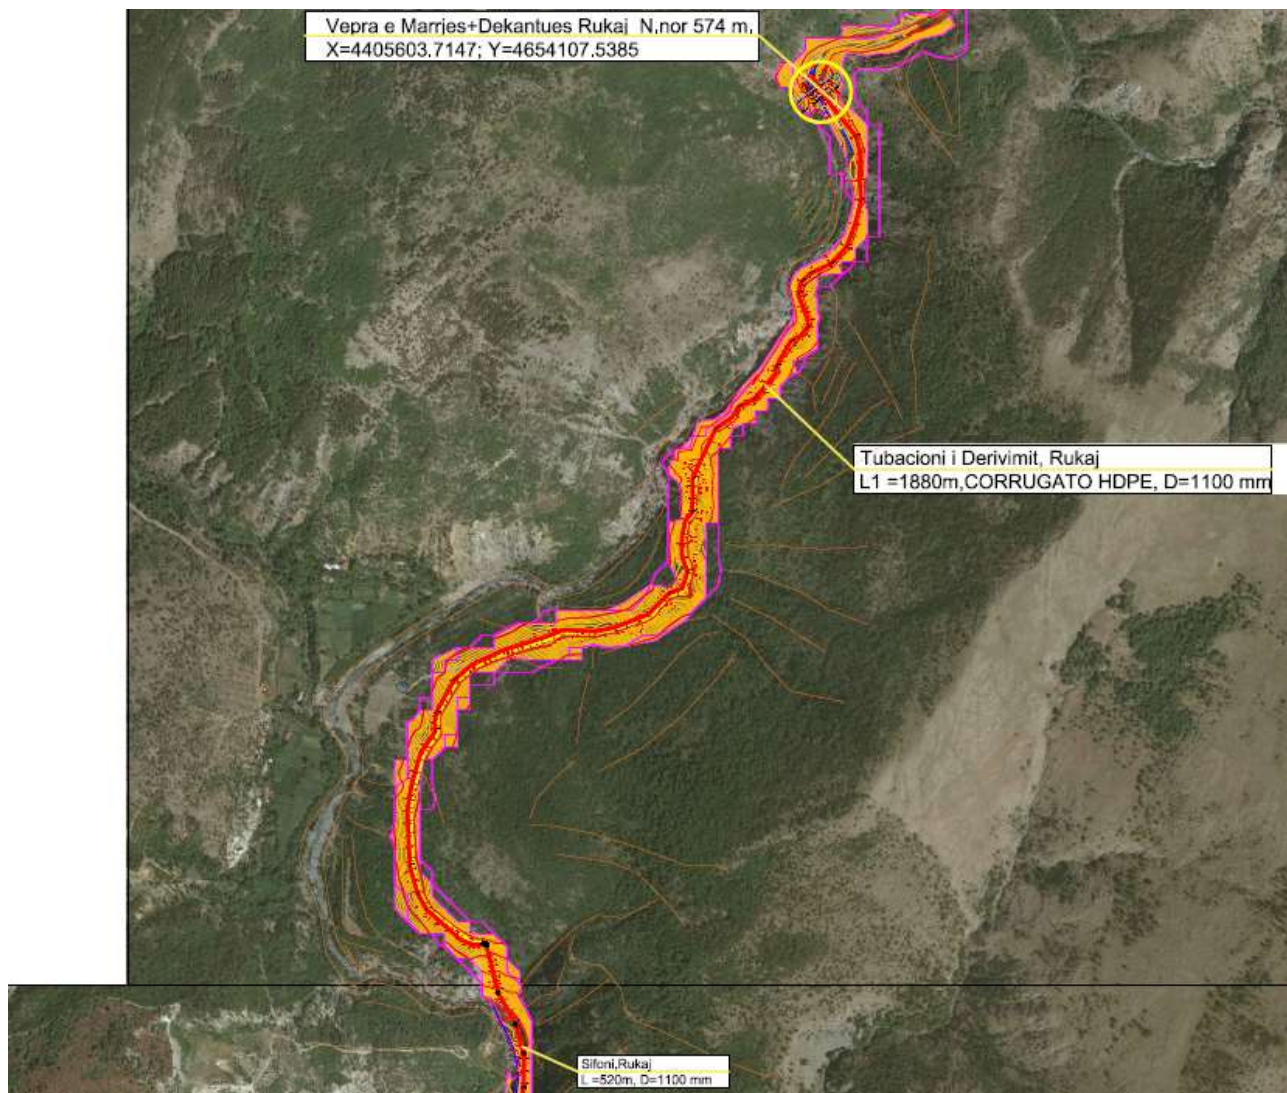 Vepra e Marrjes+Dekantues Rukaj N.nor 574 m,
X=4405603.7147; Y=4654107.5385
Tubacioni i Derivimit, Rukaj
L1 =1880m,CORRUGATO HDPE, D=1100 mm
Sifoni,Rukaj
L =520m, D=1100 mm